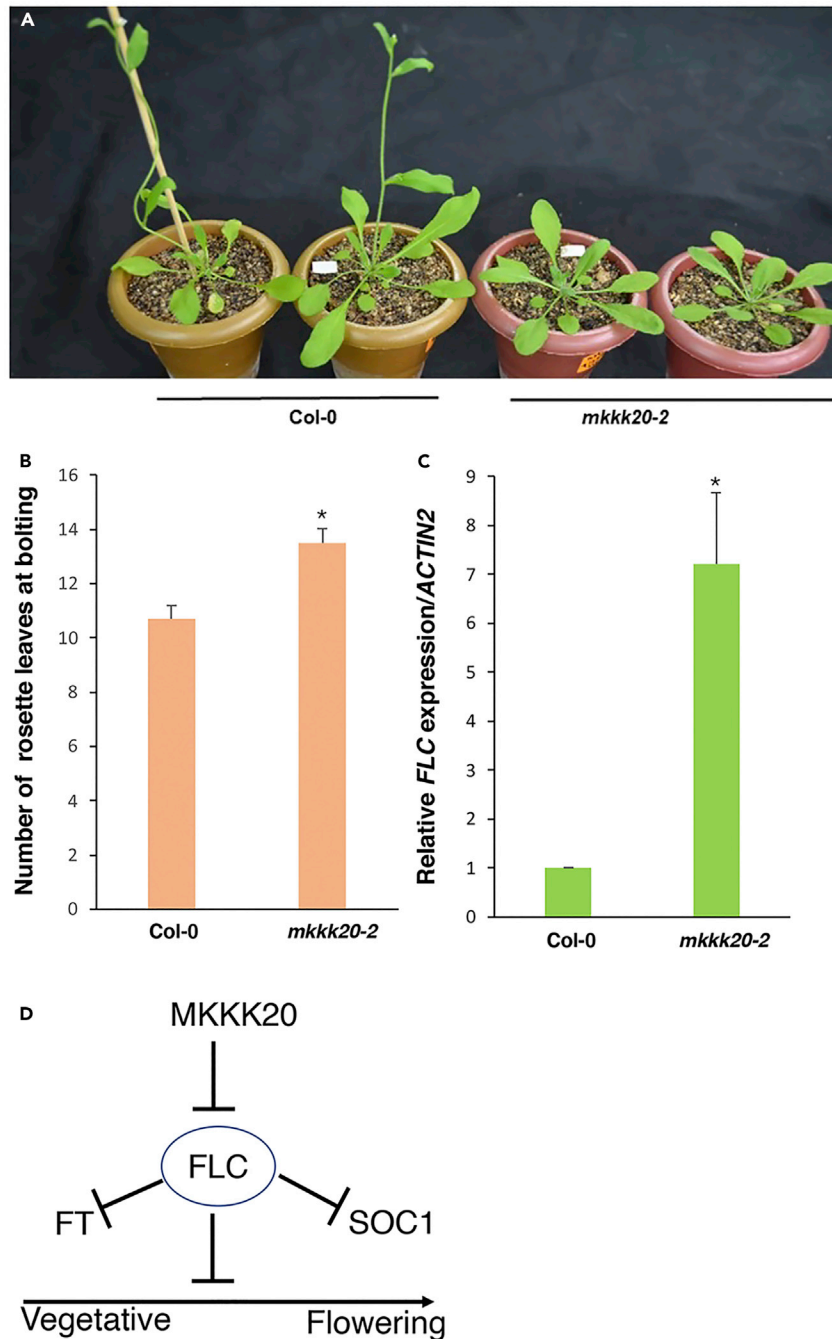 A
Col-0
mkkk20-2
B
Number of rosette leaves at bolting
16
14
12
10
8
6
4
2
0
*
Col-0
mkkk20-2
C
Relative FLC expression/ACTIN2
9
8
7
6
5
4
3
2
1
0
*
Col-0
mkkk20-2
D
MKKK20
FLC
FT
SOC1
Vegetative
Flowering